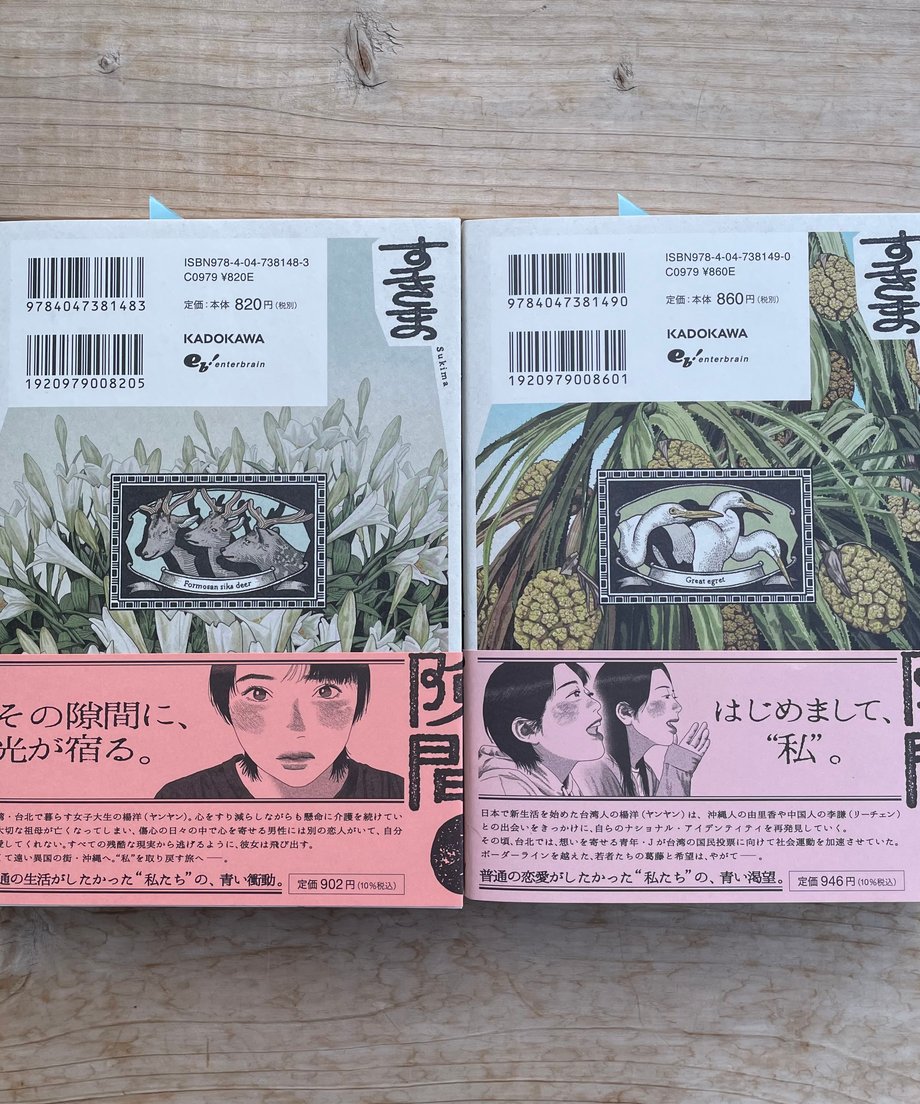 ISBN978-4-04-738148-3
C0979 ¥820E
9784047381483
定価:本体 820円(税別)
1920979008205
KADOKAWA
eb! enterbrain
すきま
Sukima
Formosan sika deer
隙間
その隙間に、
光が宿る。
湾・台北で暮らす女子大生の楊洋(ヤンヤン)。心をすり減らしながらも懸命に介護を続けてい
大切な祖母が亡くなってしまい、傷心の日々の中で心を寄せる男性には別の恋人がいて、自分
愛してくれない。すべての残酷な現実から逃げるように、彼女は飛び出す。
て遠い異国の街・沖縄へ。“私”を取り戻す旅へ―。
通の生活がしたかった“私たち”の、青い衝動。
定価 902円(10%税込)
ISBN978-4-04-738149-0
C0979 ¥860E
9784047381490
定価:本体 860円(税別)
1920979008601
KADOKAWA
eb! enterbrain
すきま
Great egret
はじめまして、
“私”。
日本で新生活を始めた台湾人の楊洋(ヤンヤン)は、沖縄人の由里香や中国人の李謙(リーチェン)
との出会いをきっかけに、自らのナショナル・アイデンティティを再発見していく。
その頃、台北では、想いを寄せる青年・Jが台湾の国民投票に向けて社会運動を加速させていた。
ボーダーラインを越えた、若者たちの葛藤と希望は、やがて―。
普通の恋愛がしたかった“私たち”の、青い渇望。
定価 946円(10%税込)